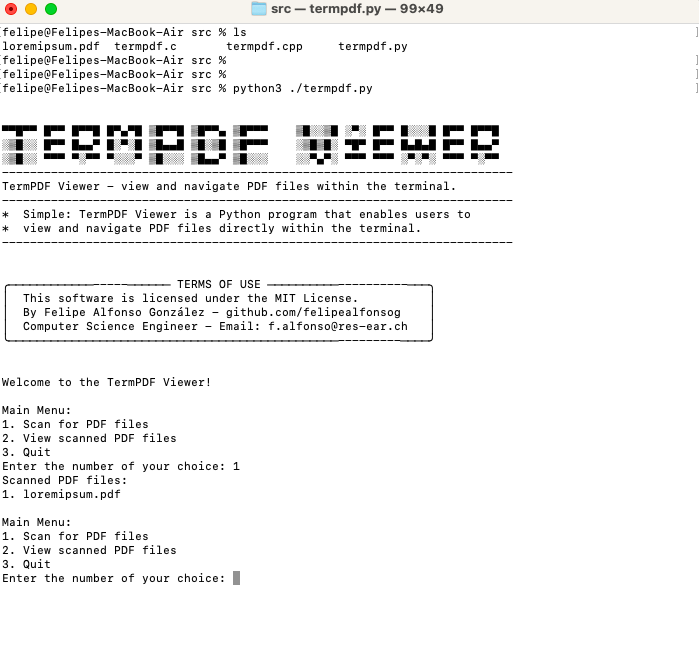 src — termpdf.py — 99×49
felipe@Felipes-MacBook-Air src % ls
loremipsum.pdf termpdf.c termpdf.cpp termpdf.py
felipe@Felipes-MacBook-Air src %
felipe@Felipes-MacBook-Air src %
felipe@Felipes-MacBook-Air src % python3 ./termpdf.py
TERMPDF VIEWER
TermPDF Viewer - view and navigate PDF files within the terminal.
* Simple: TermPDF Viewer is a Python program that enables users to
* view and navigate PDF files directly within the terminal.
TERMS OF USE
This software is licensed under the MIT License.
By Felipe Alfonso González - github.com/felipealfonsog
Computer Science Engineer - Email: f.alfonso@res-ear.ch
Welcome to the TermPDF Viewer!
Main Menu:
1. Scan for PDF files
2. View scanned PDF files
3. Quit
Enter the number of your choice: 1
Scanned PDF files:
1. loremipsum.pdf
Main Menu:
1. Scan for PDF files
2. View scanned PDF files
3. Quit
Enter the number of your choice: